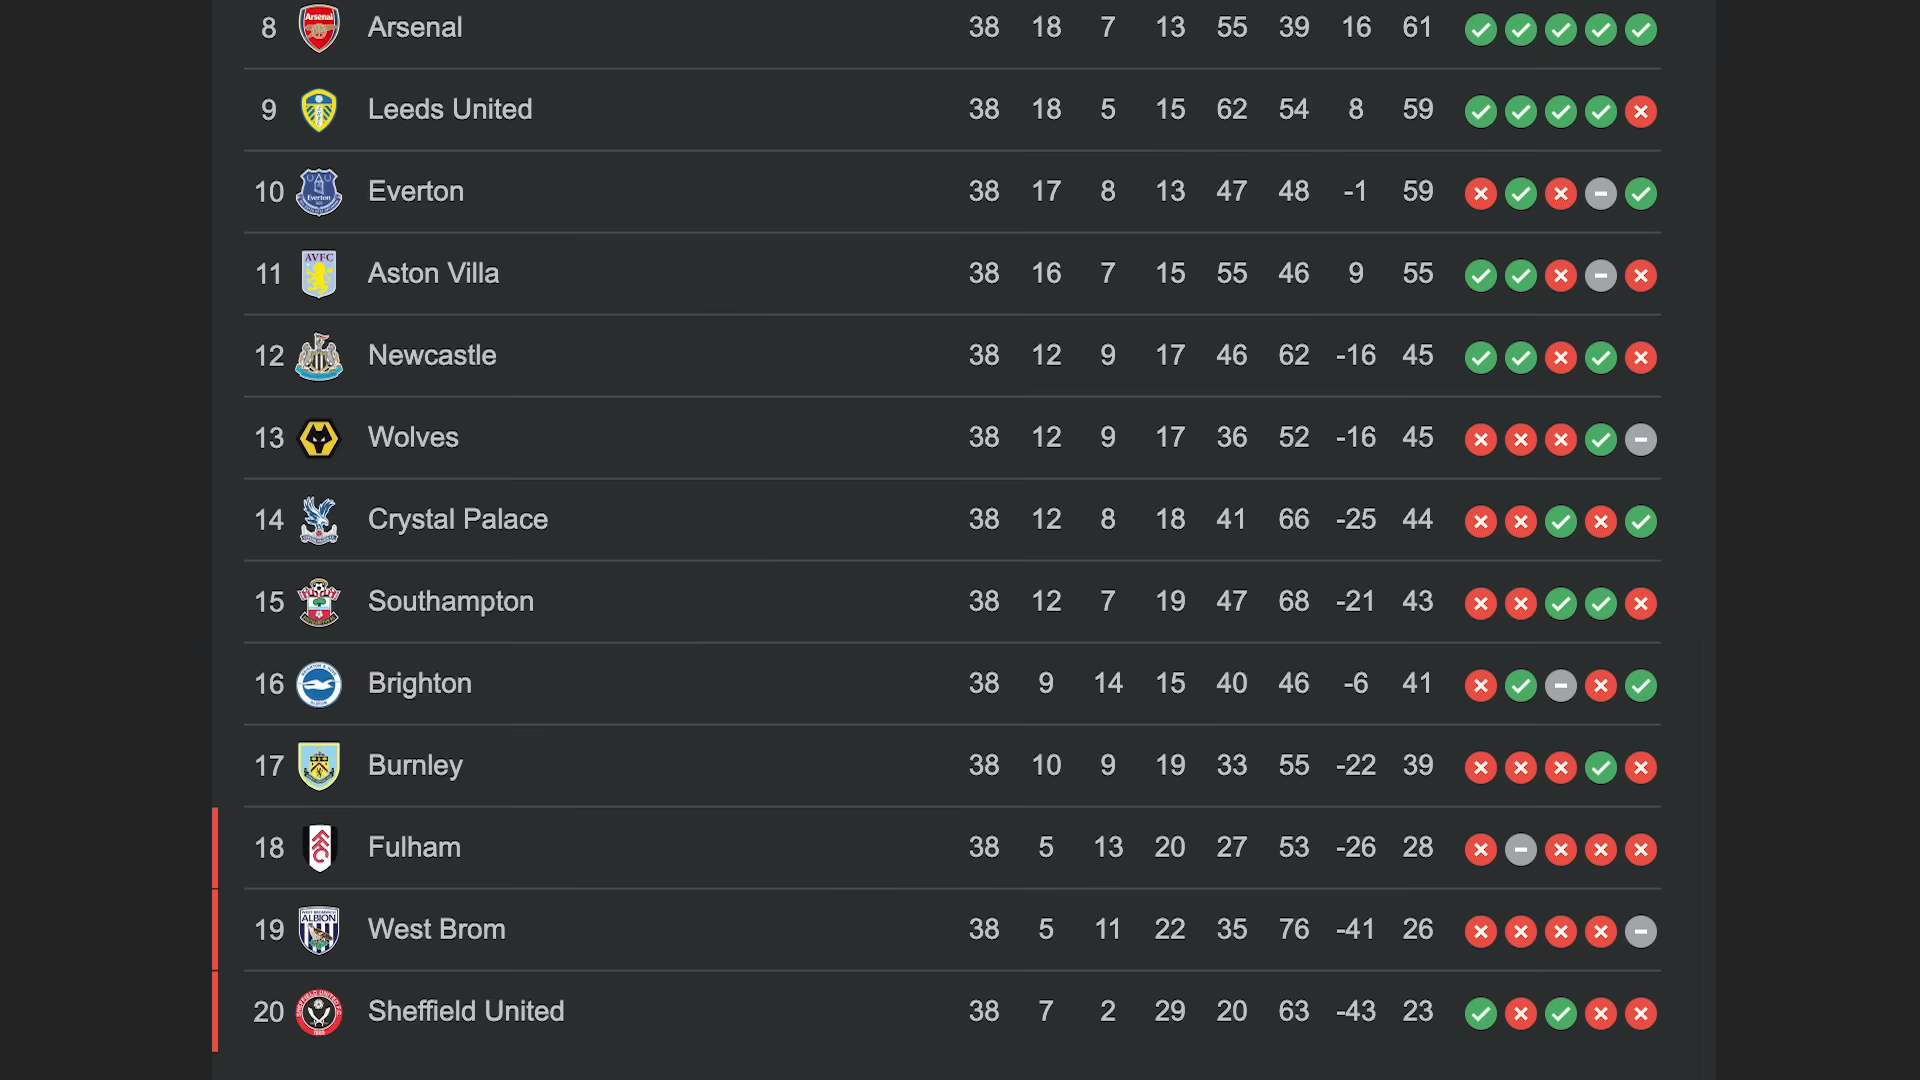 8 Arsenal 38 18 7 13 55 39 16 61
9 Leeds United 38 18 5 15 62 54 8 59
10 Everton 38 17 8 13 47 48 -1 59
11 AVFC Aston Villa 38 16 7 15 55 46 9 55
12 Newcastle 38 12 9 17 46 62 -16 45
13 Wolves 38 12 9 17 36 52 -16 45
14 Crystal Palace 38 12 8 18 41 66 -25 44
15 Southampton 38 12 7 19 47 68 -21 43
16 Brighton 38 9 14 15 40 46 -6 41
17 Burnley 38 10 9 19 33 55 -22 39
18 Fulham 38 5 13 20 27 53 -26 28
19 ALBION West Brom 38 5 11 22 35 76 -41 26
20 Sheffield United 38 7 2 29 20 63 -43 23